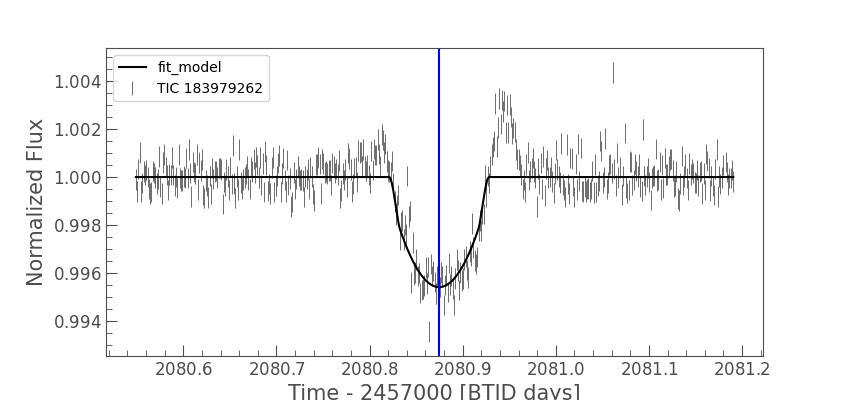 fit_model
TIC 183979262
Normalized Flux
1.004
1.002
1.000
0.998
0.996
0.994
2080.6 2080.7 2080.8 2080.9 2081.0 2081.1 2081.2
Time - 2457000 [BTJD days]